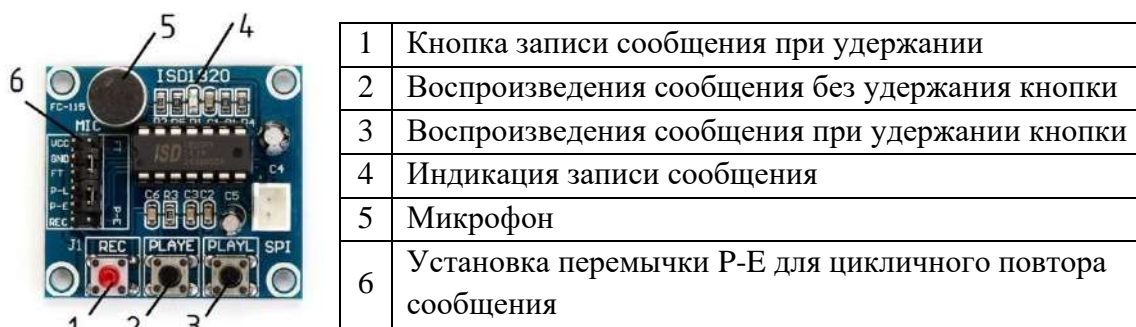 5
4
6
ISD1820
FC-115
MIC
VCC
GND
FT
P-L
P-E
REC
ISD
C4
C6 R3 C3 C2 C5
P-E
J1 REC PLAYE PLAYL SPI
1 2 3
1 Кнопка записи сообщения при удержании
2 Воспроизведения сообщения без удержания кнопки
3 Воспроизведения сообщения при удержании кнопки
4 Индикация записи сообщения
5 Микрофон
6 Установка перемычки P-E для цикличного повтора
сообщения